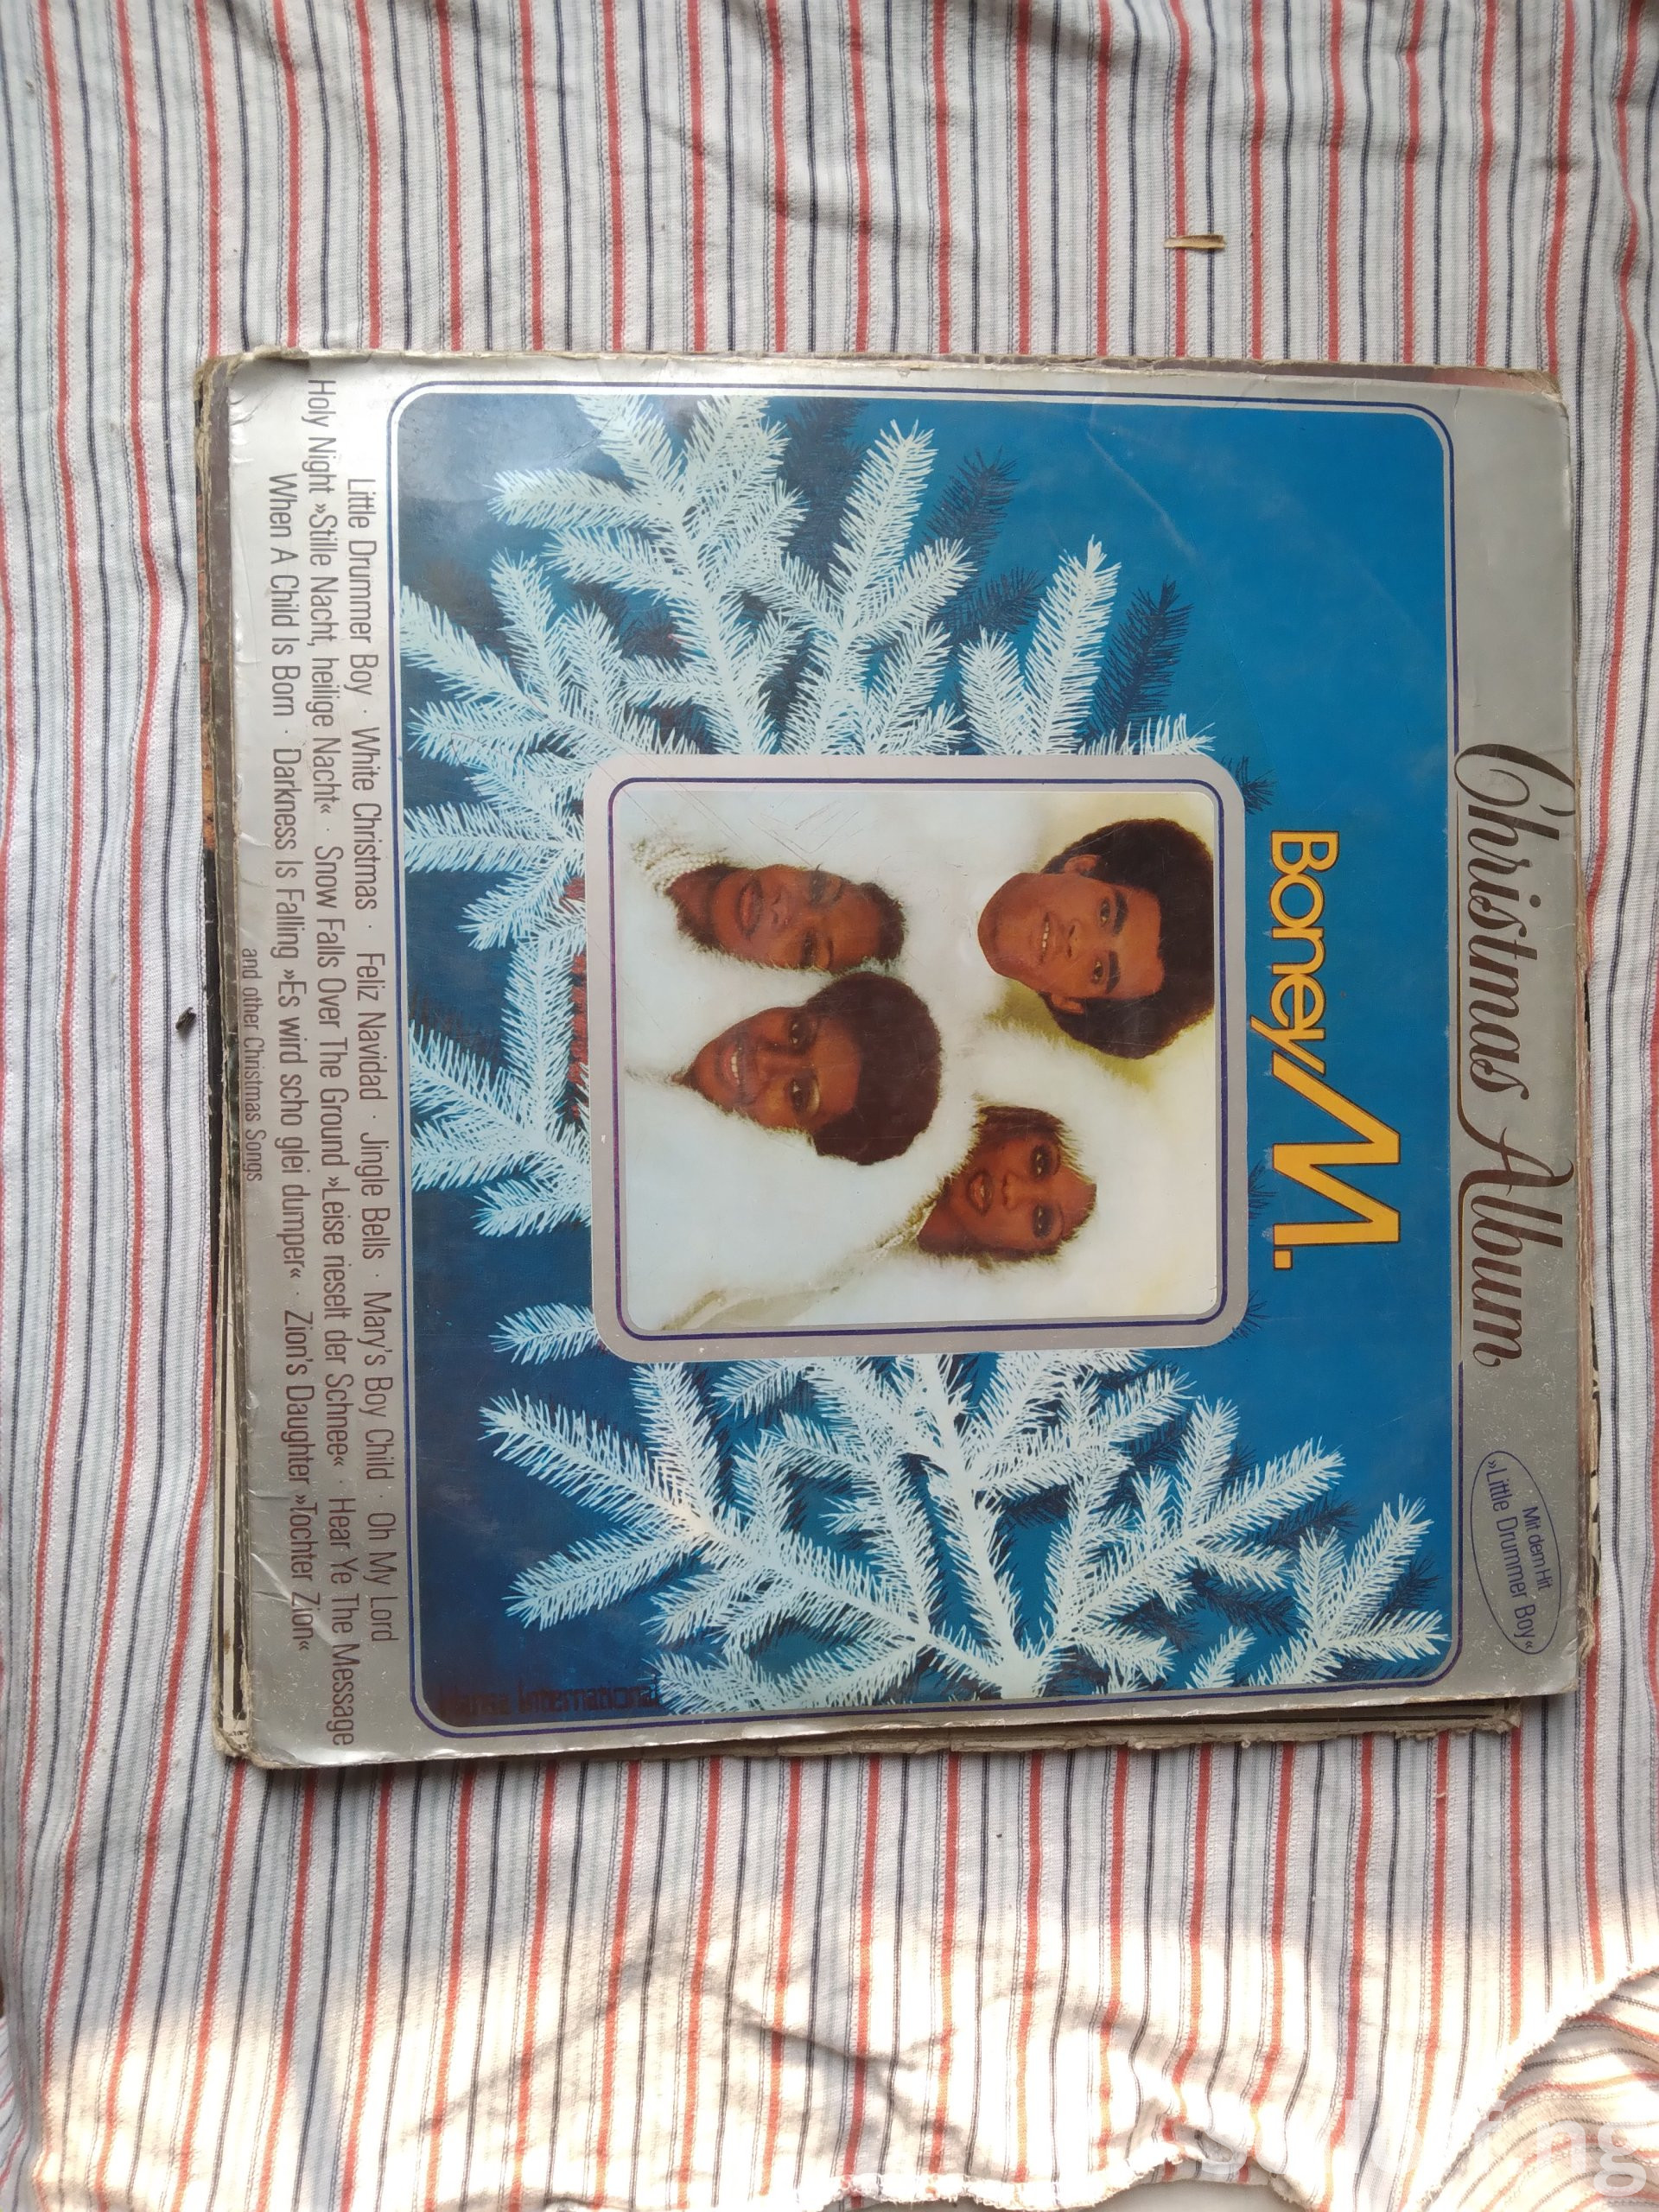 Christmas Album
Mit dem Hit
»Little Drummer Boy«
Boney M.
Hansa International
Little Drummer Boy · White Christmas · Feliz Navidad · Jingle Bells · Mary's Boy Child · Oh My Lord
Holy Night »Stille Nacht, heilige Nacht« · Snow Falls Over The Ground »Leise rieselt der Schnee« · Hear Ye The Message
When A Child Is Born · Darkness Is Falling »Es wird scho glei dumper« · Zion's Daughter »Tochter Zion«
and other Christmas Songs